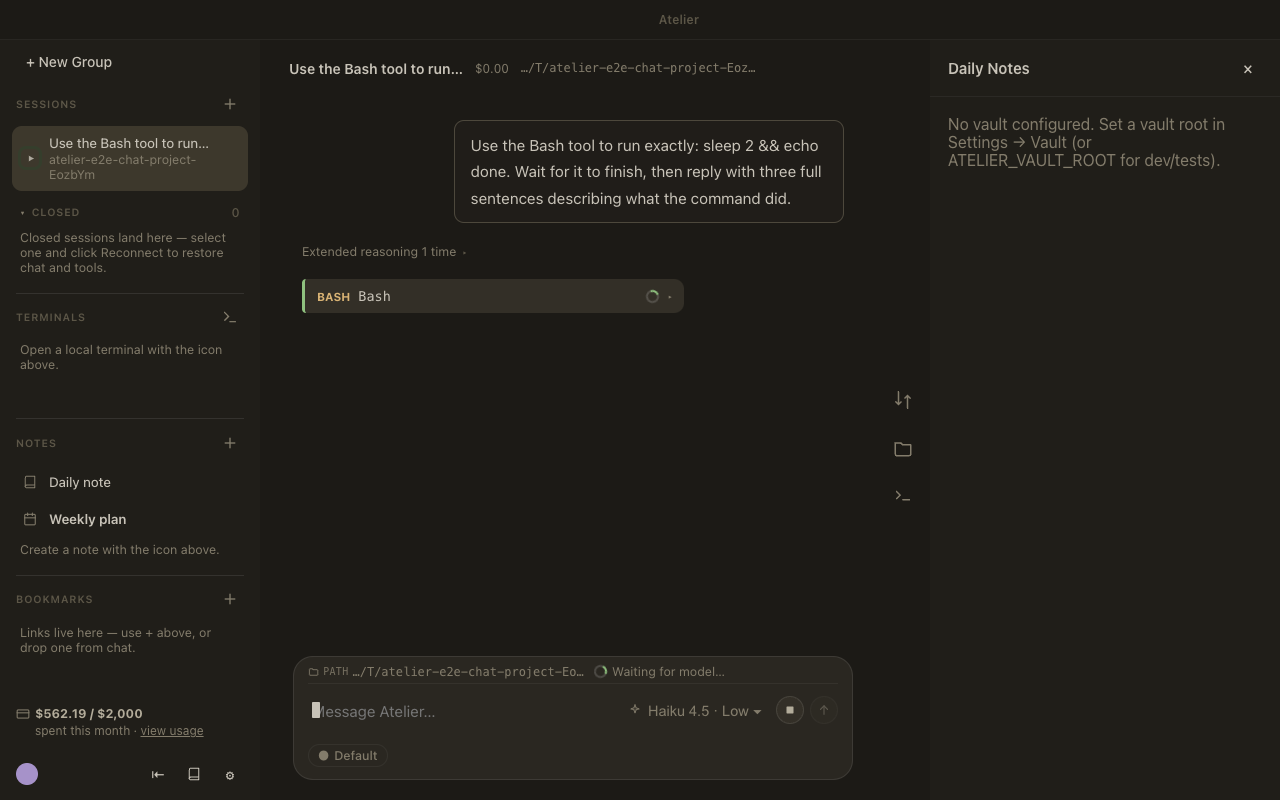 Atelier
+ New Group
SESSIONS
Use the Bash tool to run...
atelier-e2e-chat-project-
EozbYm
CLOSED 0
Closed sessions land here — select
one and click Reconnect to restore
chat and tools.
TERMINALS
Open a local terminal with the icon
above.
NOTES
Daily note
Weekly plan
Create a note with the icon above.
BOOKMARKS
Links live here — use + above, or
drop one from chat.
$562.19 / $2,000
spent this month · view usage
Use the Bash tool to run... $0.00 …/T/atelier-e2e-chat-project-Eoz…
Use the Bash tool to run exactly: sleep 2 && echo
done. Wait for it to finish, then reply with three full
sentences describing what the command did.
Extended reasoning 1 time
BASH Bash
PATH …/T/atelier-e2e-chat-project-Eo… Waiting for model...
Message Atelier...
Haiku 4.5 · Low
Default
Daily Notes
No vault configured. Set a vault root in
Settings → Vault (or
ATELIER_VAULT_ROOT for dev/tests).